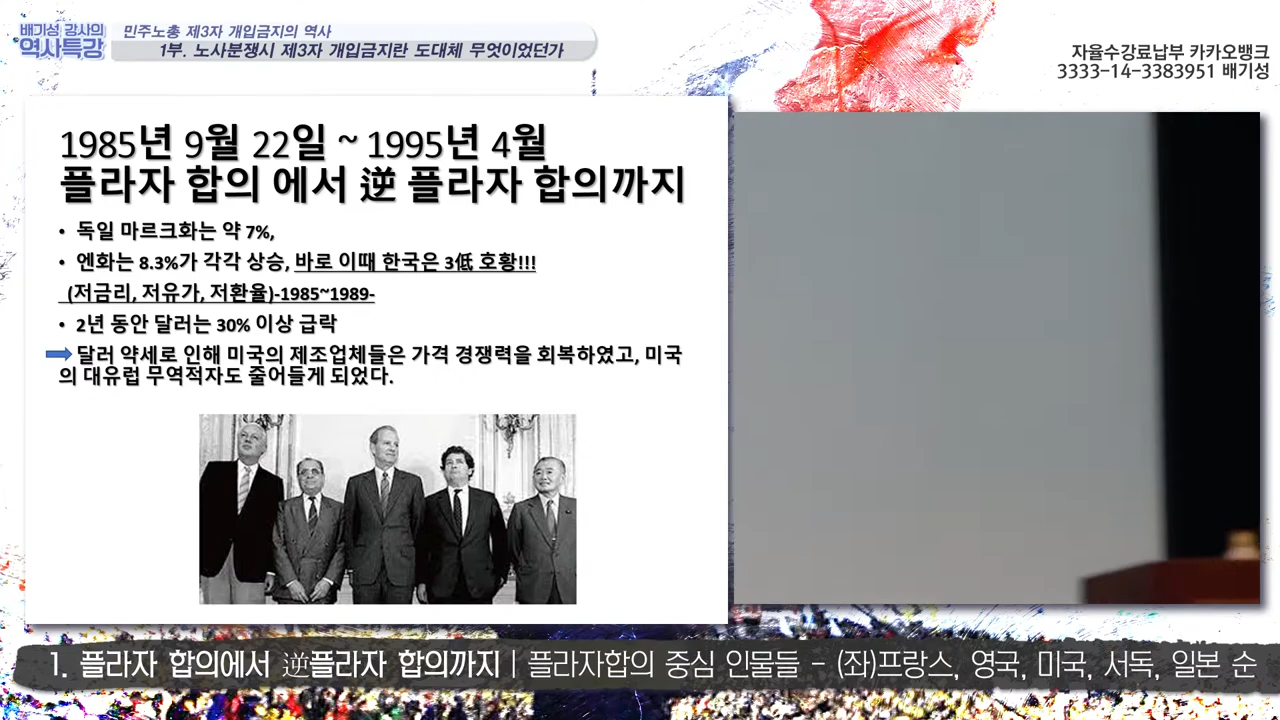 배기성 강사의
역사특강
민주노총 제3자 개입금지의 역사
1부. 노사분쟁시 제3자 개입금지란 도대체 무엇이었던가
자율수강료납부 카카오뱅크
3333-14-3383951 배기성
1985년 9월 22일 ~ 1995년 4월
플라자 합의 에서 逆 플라자 합의까지
• 독일 마르크화는 약 7%,
• 엔화는 8.3%가 각각 상승, 바로 이때 한국은 3低 호황!!!
(저금리, 저유가, 저환율)-1985~1989-
• 2년 동안 달러는 30% 이상 급락
달러 약세로 인해 미국의 제조업체들은 가격 경쟁력을 회복하였고, 미국
의 대유럽 무역적자도 줄어들게 되었다.
1. 플라자 합의에서 逆플라자 합의까지 | 플라자합의 중심 인물들 - (좌)프랑스, 영국, 미국, 서독, 일본 순